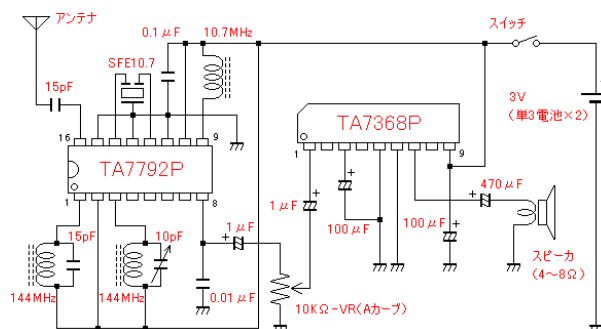 アンテナ
0.1μF
10.7MHz
スイッチ
SFE10.7
15pF
3V
(単3電池×2)
16
9
TA7792P
TA7368P
1
9
1
8
470μF
+
15pF
10pF
1μF
+
1μF
+
100μF
+
100μF
+
スピーカ
(4〜8Ω)
144MHz
144MHz
0.01μF
10KΩ-VR(Aカーブ)